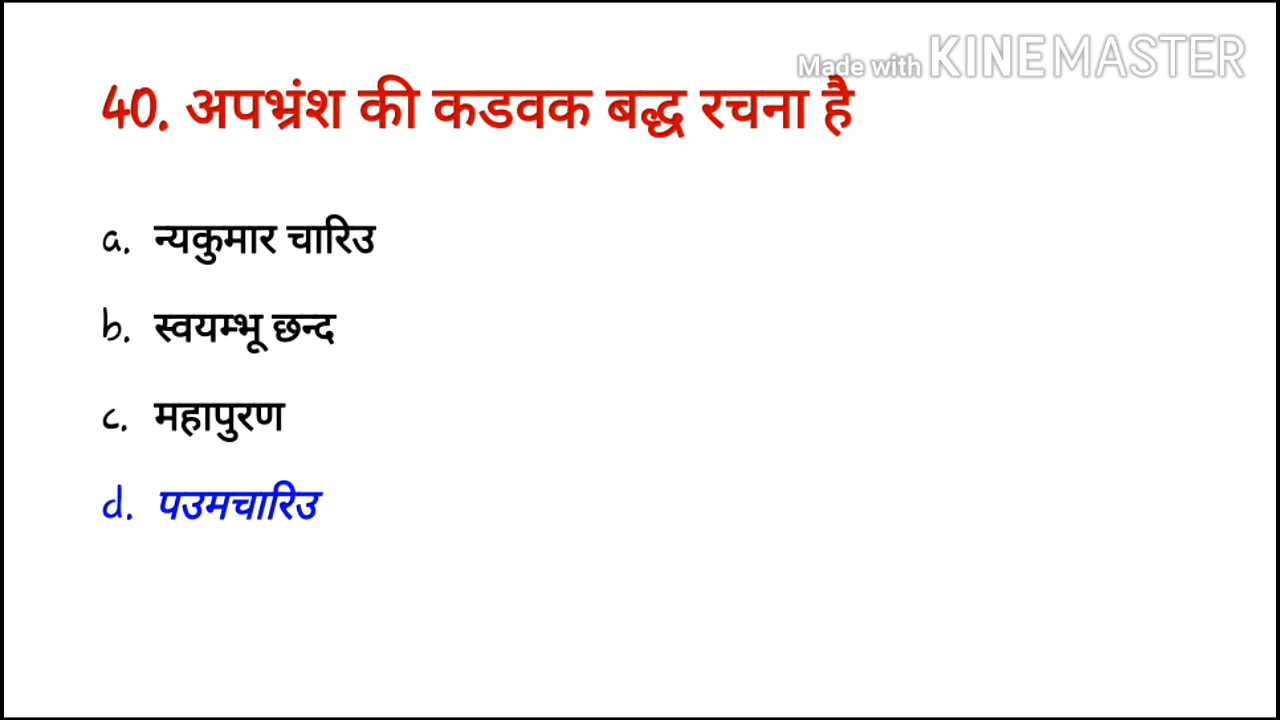 Made with KINEMASTER
40. अपभ्रंश की कडवक बद्ध रचना है
a. न्यकुमार चारिउ
b. स्वयम्भू छन्द
c. महापुरण
d. पउमचारिउ